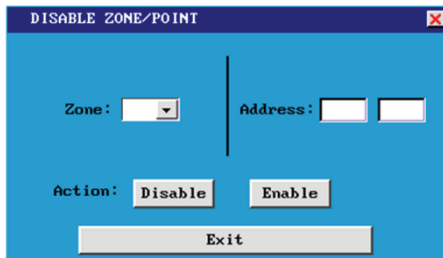 DISABLE ZONE/POINT
Zone: Address:
Action: Disable Enable
Exit